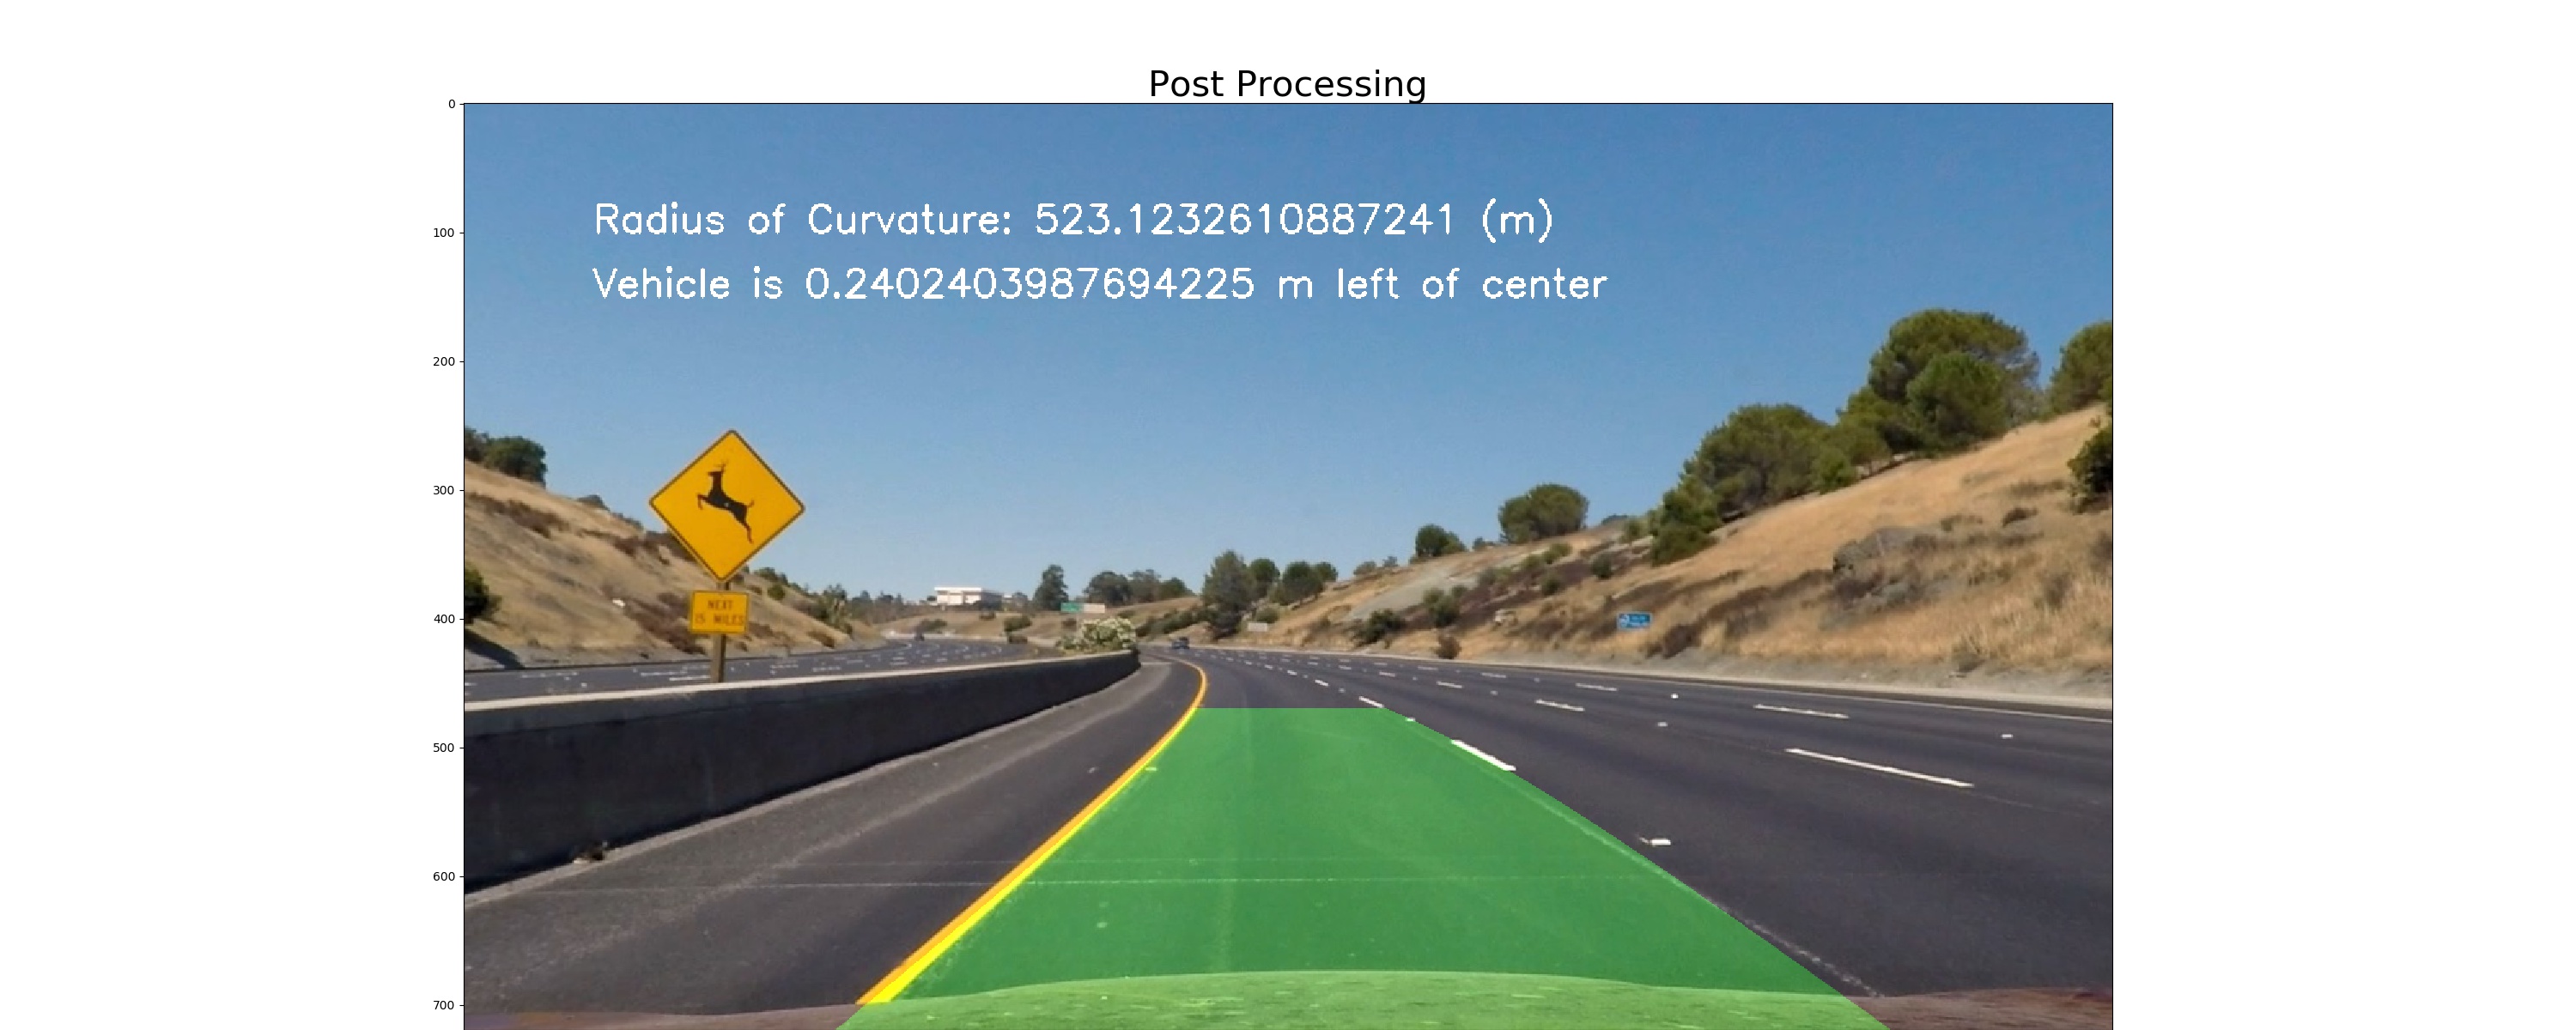 Post Processing
0
Radius of Curvature: 523.1232610887241 (m)
100
Vehicle is 0.2402403987694225 m left of center
200
300
400
NEXT
15 MILES
500
600
700